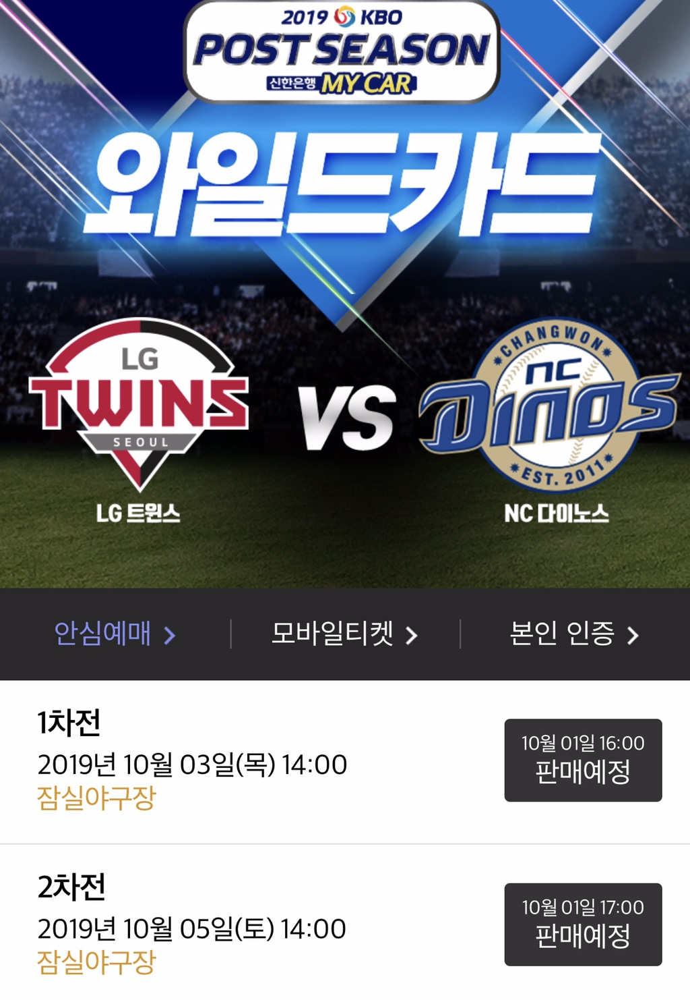 2019 KBO
POST SEASON
신한은행 MY CAR
와일드카드
LG
TWINS
SEOUL
VS
CHANGWON
NC
DINOS
EST. 2011
LG 트윈스
NC 다이노스
안심예매 >
모바일티켓 >
본인 인증 >
1차전
2019년 10월 03일(목) 14:00
잠실야구장
10월 01일 16:00
판매예정
2차전
2019년 10월 05일(토) 14:00
잠실야구장
10월 01일 17:00
판매예정